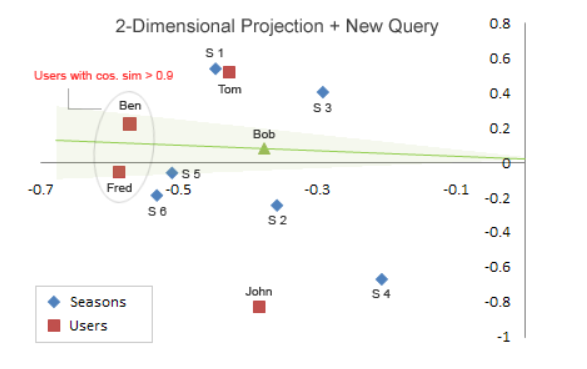 2-Dimensional Projection + New Query
0.8
S 1
0.6
Users with cos. sim > 0.9
Tom
0.4
Ben
S 3
0.2
Bob
0
S 5
-0.7
Fred
-0.5
-0.3
-0.1
-0.2
S 6
S 2
-0.4
-0.6
John
S 4
-0.8
Seasons
Users
-1